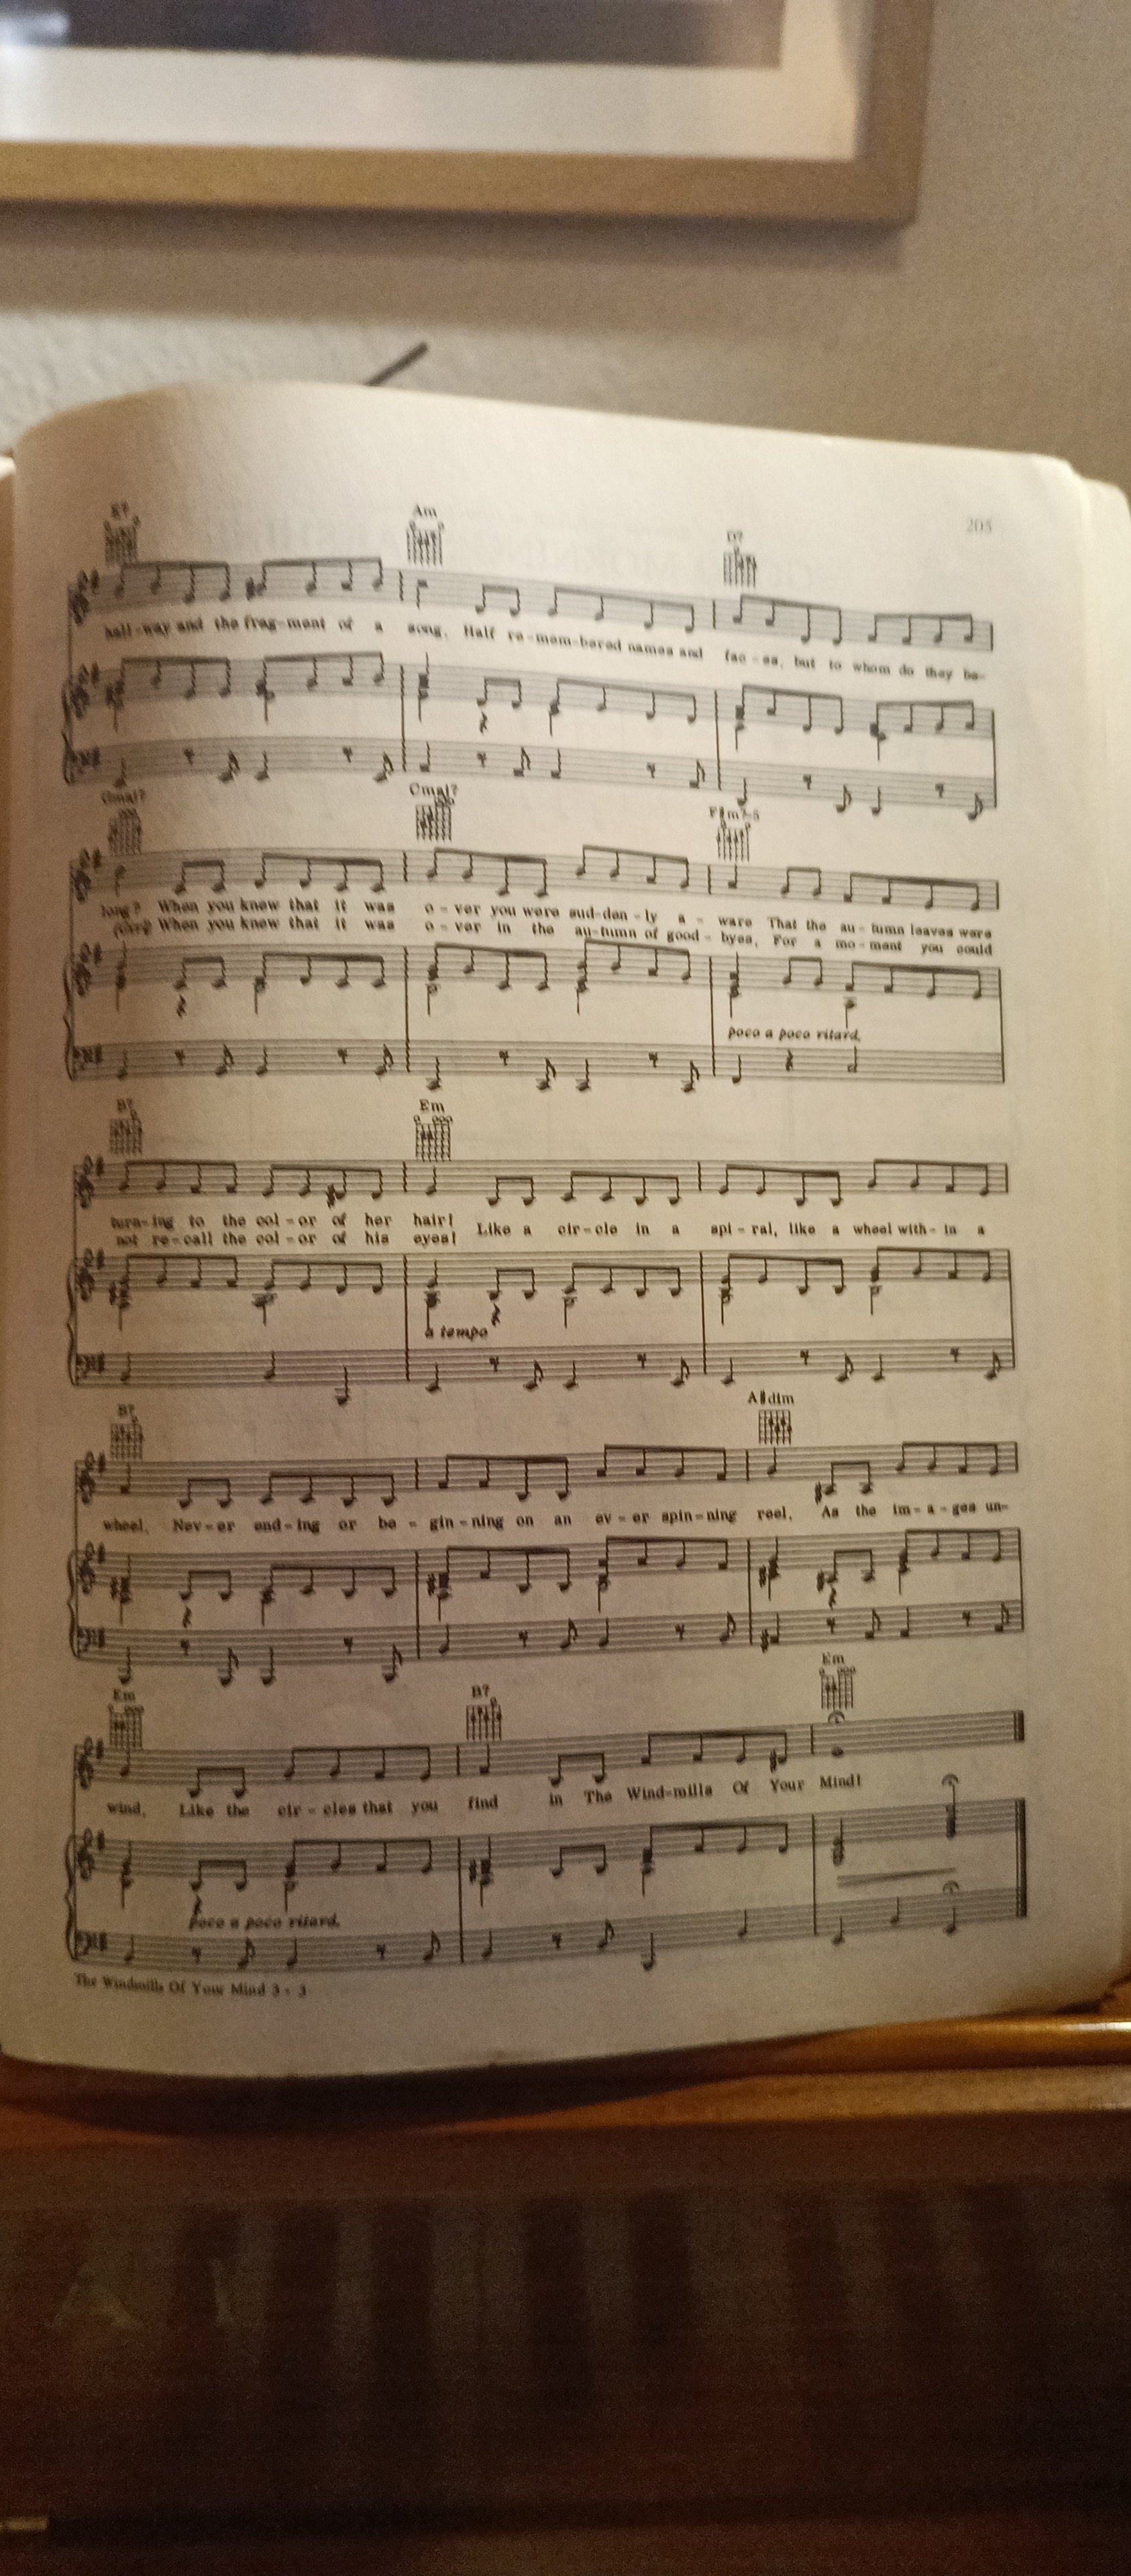 205
E7 Am D7
hall-way and the frag-ment of a song. Half re-mem-bered names and fac-es, but to whom do they be-
Gmaj7 Cmaj7 F#m7-5
long? When you knew that it was o-ver you were sud-den-ly a-ware That the au-tumn leaves were
When you knew that it was o-ver in the au-tumn of good-byes, For a mo-ment you could
poco a poco ritard.
B7 Em
turn-ing to the col-or of her hair! Like a cir-cle in a spi-ral, like a wheel with-in a
not re-call the col-or of his eyes!
a tempo
B7 A#dim
wheel, Nev-er end-ing or be-gin-ning on an ev-er spin-ning reel, As the im-a-ges un-
Em B7 Em
wind, Like the cir-cles that you find in The Wind-mills Of Your Mind!
poco a poco ritard.
The Windmills Of Your Mind 3 - 3